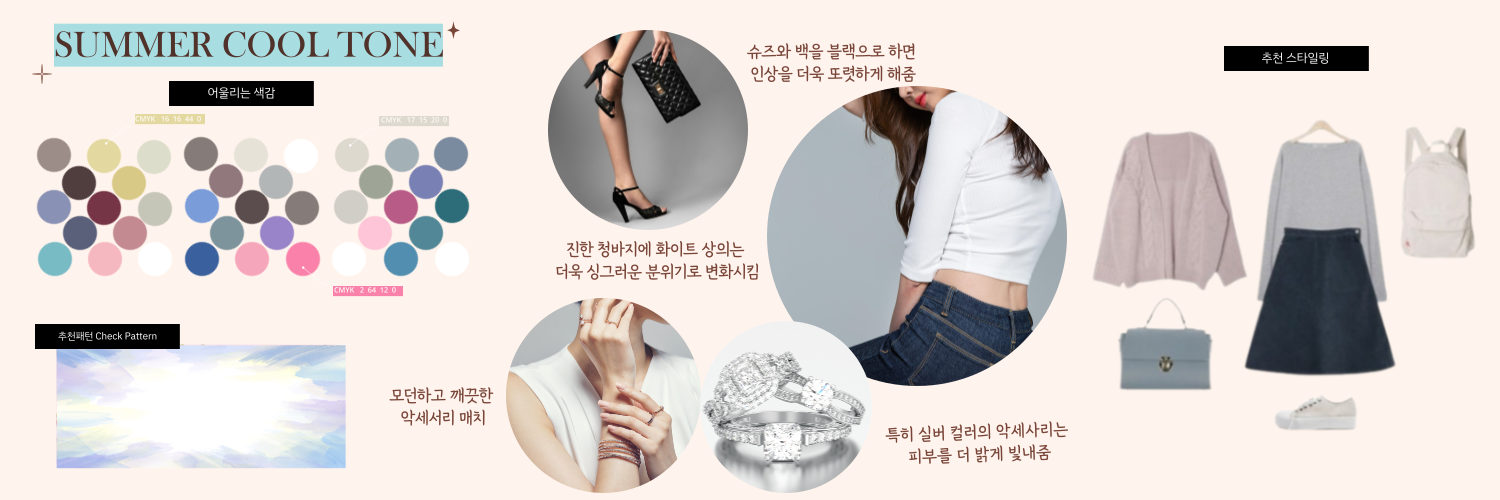 SUMMER COOL TONE
어울리는 색감
CMYK 16 16 44 0
CMYK 17 15 20 0
CMYK 2 64 12 0
추천패턴 Check Pattern
슈즈와 백을 블랙으로 하면
인상을 더욱 또렷하게 해줌
진한 청바지에 화이트 상의는
더욱 싱그러운 분위기로 변화시킴
모던하고 깨끗한
악세서리 매치
특히 실버 컬러의 악세사리는
피부를 더 밝게 빛내줌
추천 스타일링